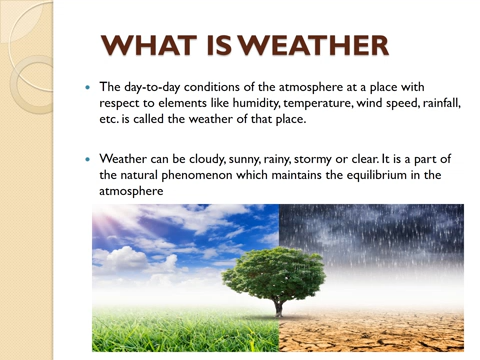 WHAT IS WEATHER
• The day-to-day conditions of the atmosphere at a place with
respect to elements like humidity, temperature, wind speed, rainfall,
etc. is called the weather of that place.
• Weather can be cloudy, sunny, rainy, stormy or clear. It is a part of
the natural phenomenon which maintains the equilibrium in the
atmosphere